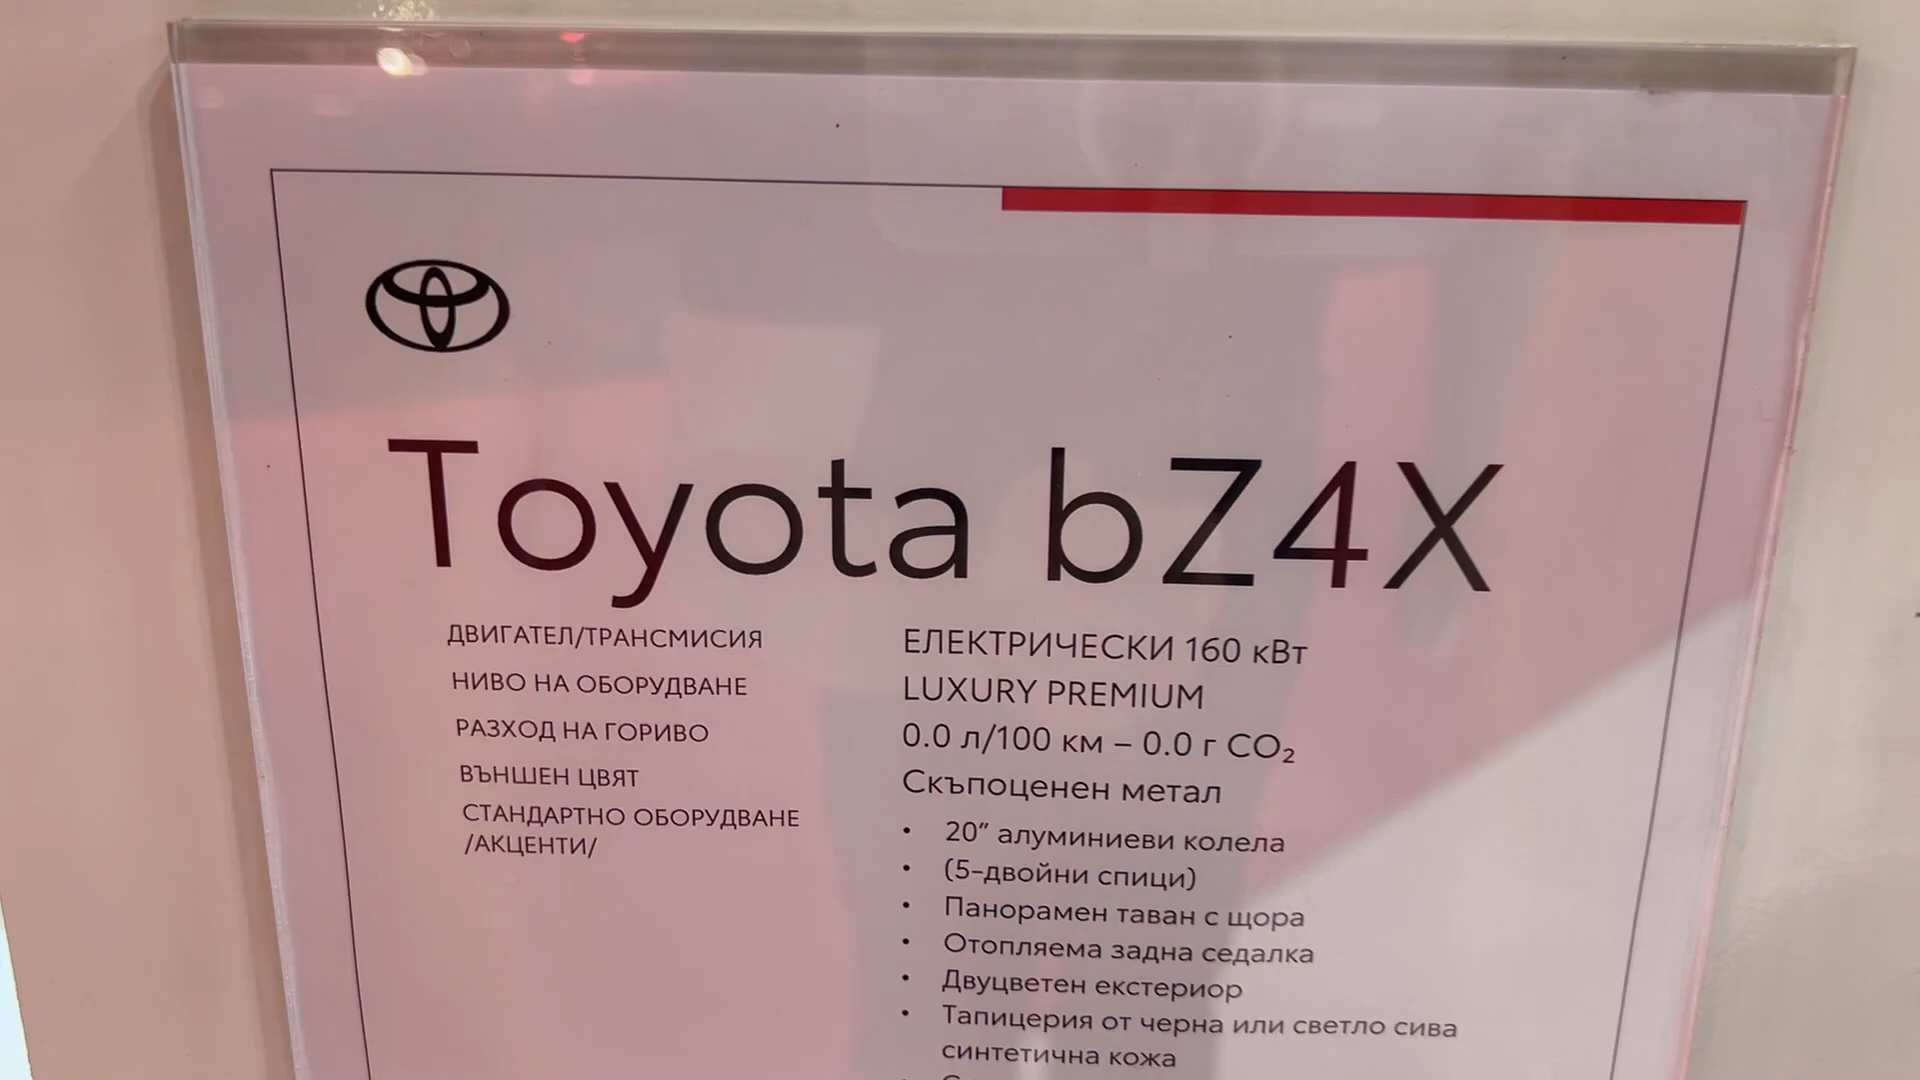 Toyota bZ4X
ДВИГАТЕЛ/ТРАНСМИСИЯ ЕЛЕКТРИЧЕСКИ 160 кВт
НИВО НА ОБОРУДВАНЕ LUXURY PREMIUM
РАЗХОД НА ГОРИВО 0.0 л/100 км – 0.0 г CO₂
ВЪНШЕН ЦВЯТ Скъпоценен метал
СТАНДАРТНО ОБОРУДВАНЕ
/АКЦЕНТИ/
• 20” алуминиеви колела
• (5-двойни спици)
• Панорамен таван с щора
• Отопляема задна седалка
• Двуцветен екстериор
• Тапицерия от черна или светло сива
синтетична кожа